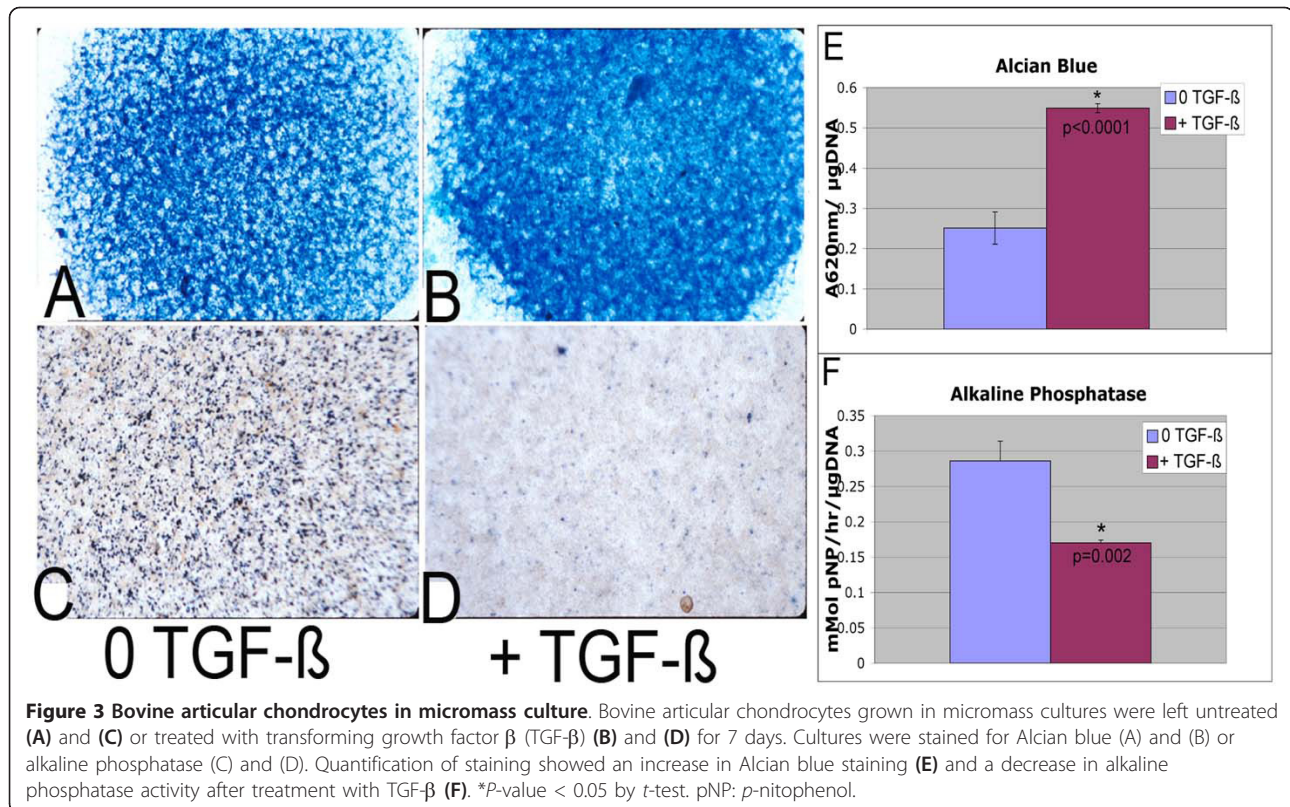 A
B
C
D
0 TGF-ß
+ TGF-ß
E
Alcian Blue
0 TGF-ß
+ TGF-ß
A620nm/ µgDNA
0.6
0.5
0.4
0.3
0.2
0.1
0
*
p<0.0001
F
Alkaline Phosphatase
0 TGF-ß
+ TGF-ß
mMol pNP/hr/µgDNA
0.35
0.3
0.25
0.2
0.15
0.1
0.05
0
*
p=0.002
Figure 3 Bovine articular chondrocytes in micromass culture. Bovine articular chondrocytes grown in micromass cultures were left untreated
(A) and (C) or treated with transforming growth factor β (TGF-β) (B) and (D) for 7 days. Cultures were stained for Alcian blue (A) and (B) or
alkaline phosphatase (C) and (D). Quantification of staining showed an increase in Alcian blue staining (E) and a decrease in alkaline
phosphatase activity after treatment with TGF-β (F). *P-value < 0.05 by t-test. pNP: p-nitophenol.